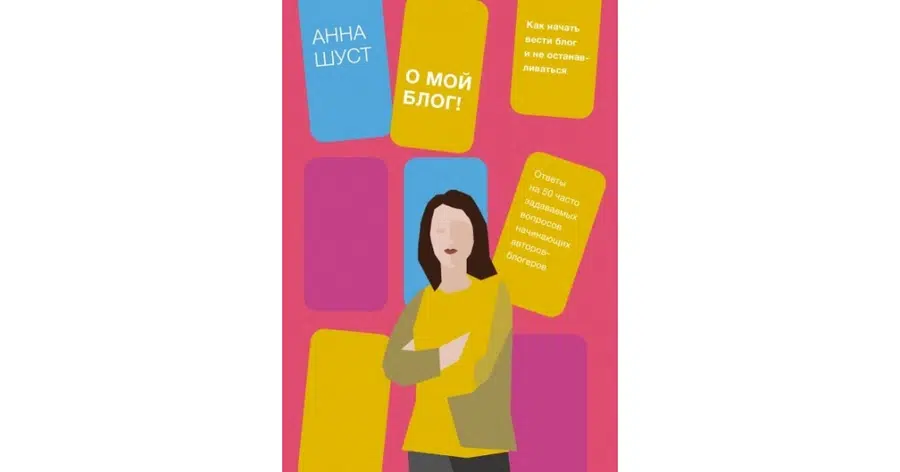 АННА
ШУСТ
О МОЙ
БЛОГ!
Как начать
вести блог
и не останав-
ливаться
Ответы
на 50 часто
задаваемых
вопросов
начинающих
авторов-
блогеров